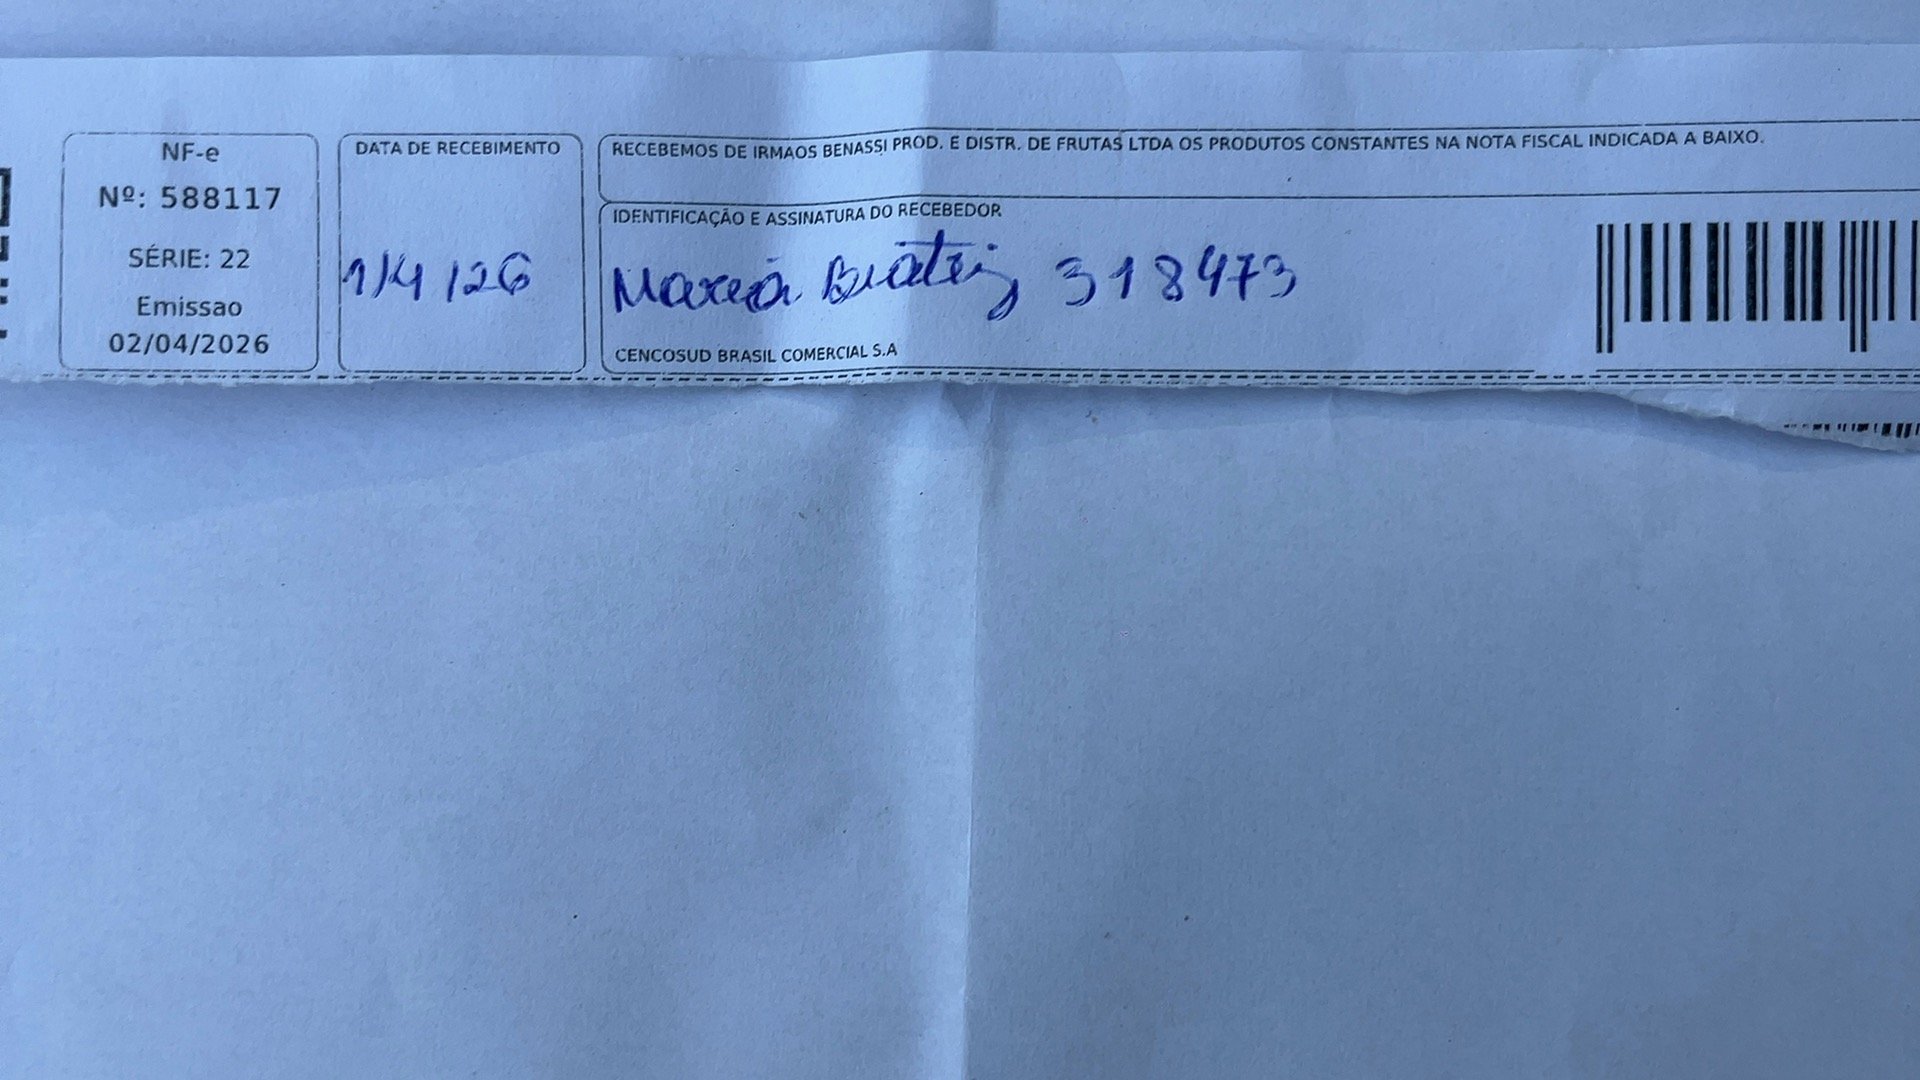 NF-e
Nº: 588117
SÉRIE: 22
Emissao
02/04/2026
DATA DE RECEBIMENTO
1/4/26
RECEBEMOS DE IRMAOS BENASSI PROD. E DISTR. DE FRUTAS LTDA OS PRODUTOS CONSTANTES NA NOTA FISCAL INDICADA A BAIXO.
IDENTIFICAÇÃO E ASSINATURA DO RECEBEDOR
Maria Beatriz 318473
CENCOSUD BRASIL COMERCIAL S.A